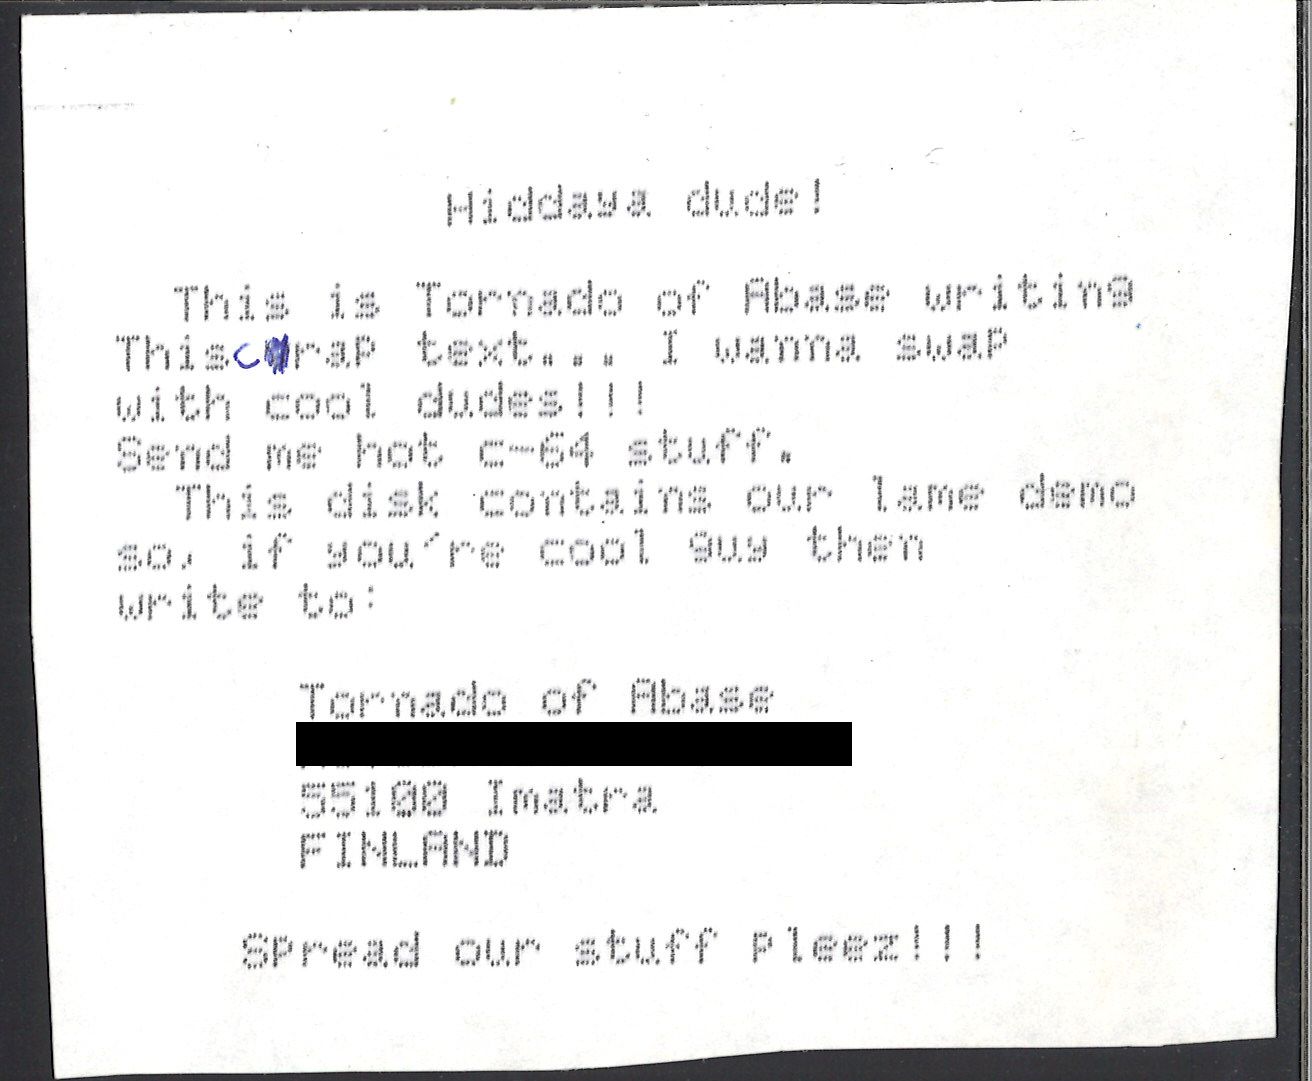 Hiddaya dude!
This is Tornado of Abase writing
This crap text... I wanna swap
with cool dudes!!!
Send me hot c-64 stuff.
This disk contains our lame demo
so, if you're cool guy then
write to:
Tornado of Abase
55100 Imatra
FINLAND
Spread our stuff pleez!!!